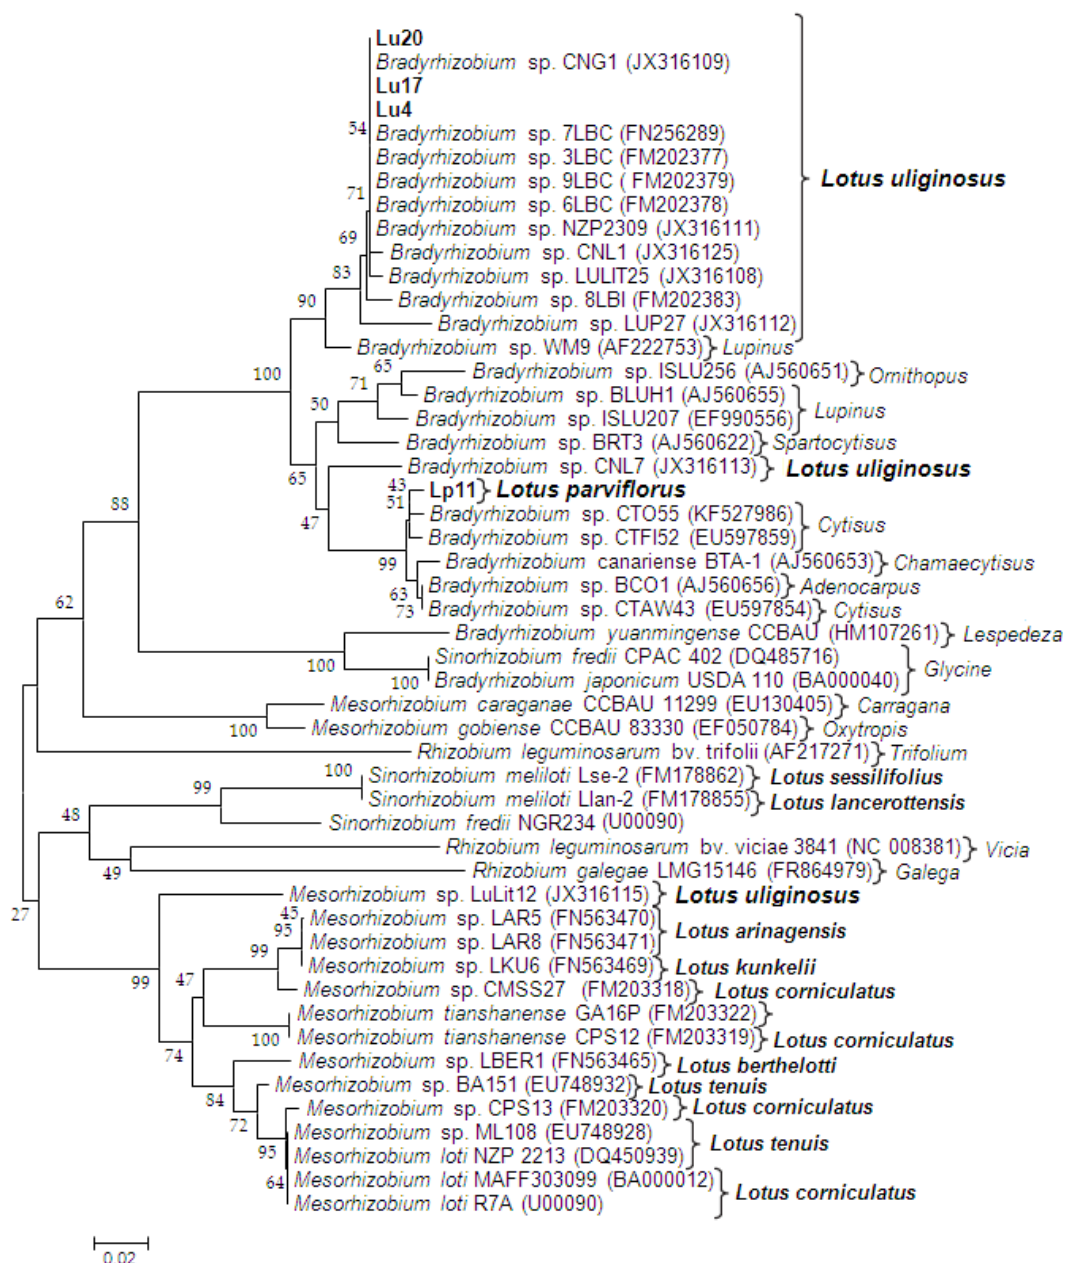 Lu20
Bradyrhizobium sp. CNG1 (JX316109)
Lu17
Lu4
54
Bradyrhizobium sp. 7LBC (FN256289)
Bradyrhizobium sp. 3LBC (FM202377)
Bradyrhizobium sp. 9LBC ( FM202379)
Lotus uliginosus
71
Bradyrhizobium sp. 6LBC (FM202378)
Bradyrhizobium sp. NZP2309 (JX316111)
69
Bradyrhizobium sp. CNL1 (JX316125)
83
Bradyrhizobium sp. LULIT25 (JX316108)
90
Bradyrhizobium sp. 8LBI (FM202383)
Bradyrhizobium sp. LUP27 (JX316112)
Bradyrhizobium sp. WM9 (AF222753) Lupinus
100
65
Bradyrhizobium sp. ISLU256 (AJ560651) Ornithopus
71
Bradyrhizobium sp. BLUH1 (AJ560655)
50
Lupinus
Bradyrhizobium sp. ISLU207 (EF990556)
Bradyrhizobium sp. BRT3 (AJ560622) Spartocytisus
65
Bradyrhizobium sp. CNL7 (JX316113) Lotus uliginosus
43
Lp11 Lotus parviflorus
88
51
47
Bradyrhizobium sp. CTO55 (KF527986)
Cytisus
Bradyrhizobium sp. CTFI52 (EU597859)
99
Bradyrhizobium canariense BTA-1 (AJ560653) Chamaecytisus
63
Bradyrhizobium sp. BCO1 (AJ560656) Adenocarpus
73
Bradyrhizobium sp. CTAW43 (EU597854) Cytisus
62
Bradyrhizobium yuanmingense CCBAU (HM107261) Lespedeza
100
Sinorhizobium fredii CPAC 402 (DQ485716)
Glycine
100
Bradyrhizobium japonicum USDA 110 (BA000040)
Mesorhizobium caraganae CCBAU 11299 (EU130405) Carragana
100
Mesorhizobium gobiense CCBAU 83330 (EF050784) Oxytropis
Rhizobium leguminosarum bv. trifolii (AF217271) Trifolium
100
Sinorhizobium meliloti Lse-2 (FM178862) Lotus sessilifolius
99
Sinorhizobium meliloti Llan-2 (FM178855) Lotus lancerottensis
48
Sinorhizobium fredii NGR234 (U00090)
Rhizobium leguminosarum bv. viciae 3841 (NC 008381) Vicia
49
Rhizobium galegae LMG15146 (FR864979) Galega
Mesorhizobium sp. LuLit12 (JX316115) Lotus uliginosus
27
45
Mesorhizobium sp. LAR5 (FN563470)
Lotus arinagensis
95
Mesorhizobium sp. LAR8 (FN563471)
99
Mesorhizobium sp. LKU6 (FN563469) Lotus kunkelii
99
47
Mesorhizobium sp. CMSS27 (FM203318) Lotus corniculatus
Mesorhizobium tianshanense GA16P (FM203322)
100
Mesorhizobium tianshanense CPS12 (FM203319) Lotus corniculatus
74
Mesorhizobium sp. LBER1 (FN563465) Lotus berthelotti
Mesorhizobium sp. BA151 (EU748932) Lotus tenuis
84
Mesorhizobium sp. CPS13 (FM203320) Lotus corniculatus
72
Mesorhizobium sp. ML108 (EU748928)
Lotus tenuis
95
Mesorhizobium loti NZP 2213 (DQ450939)
Mesorhizobium loti MAFF303099 (BA000012)
64
Lotus corniculatus
Mesorhizobium loti R7A (U00090)
0.02